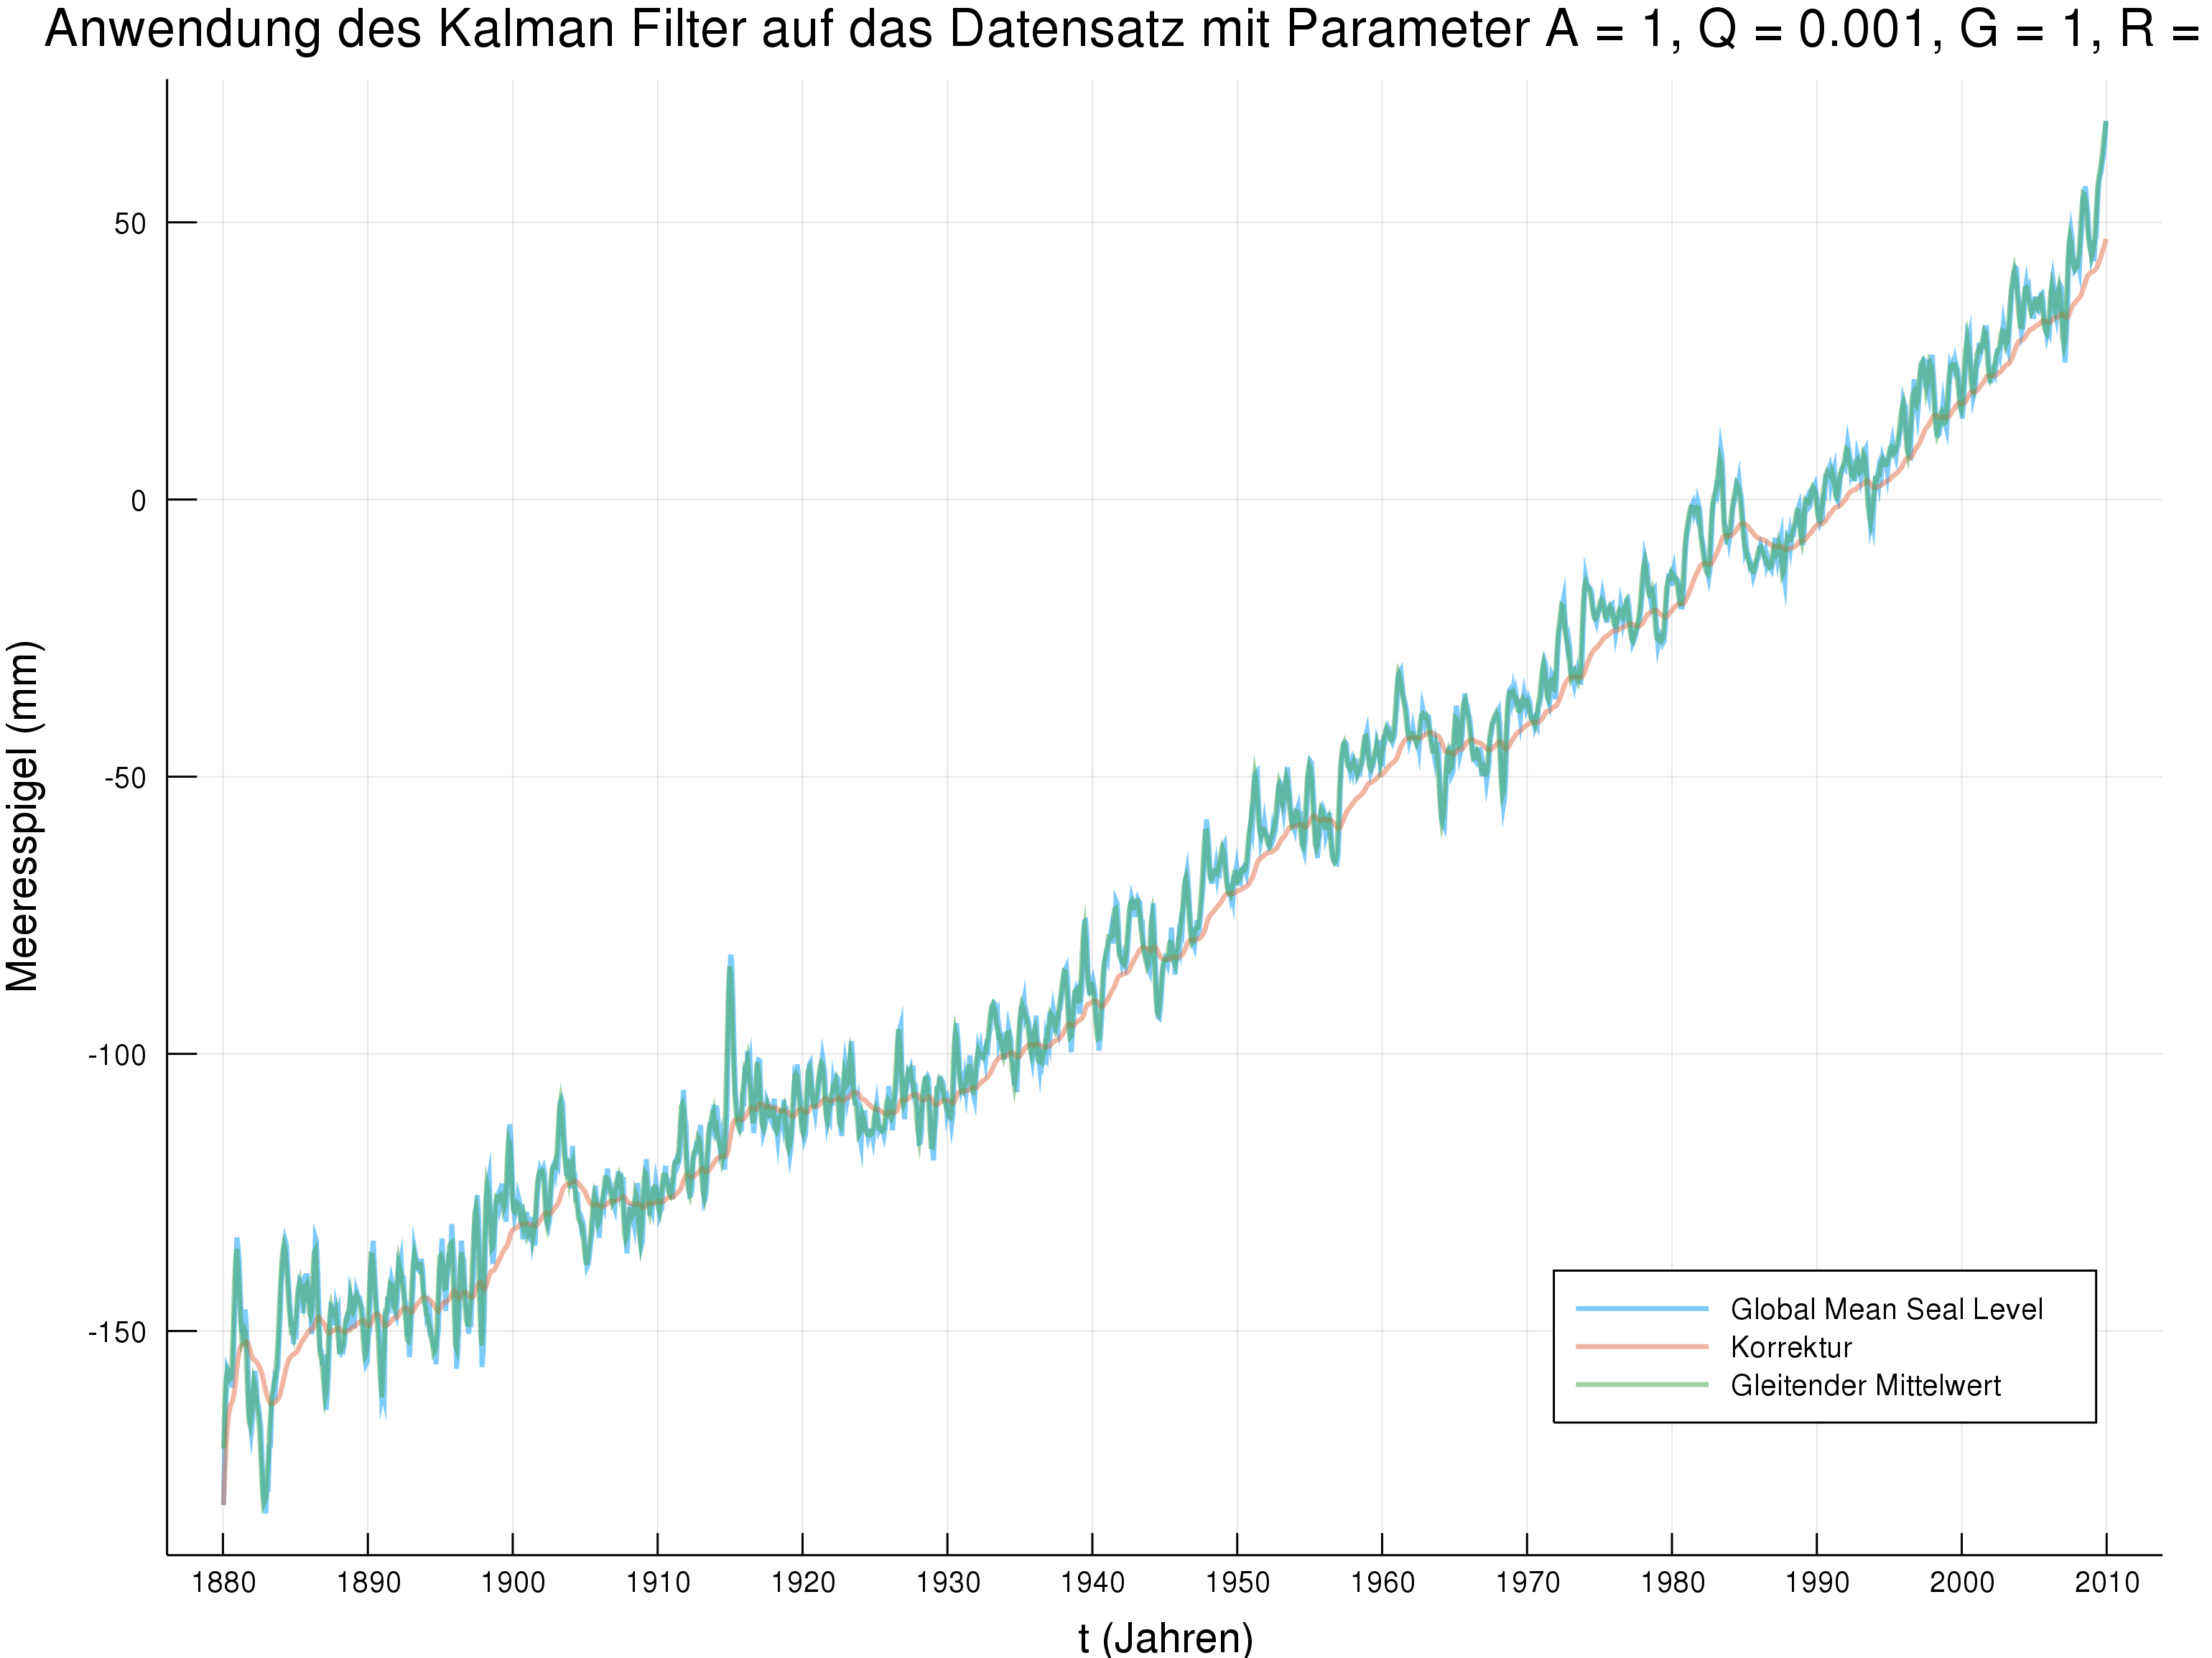 Anwendung des Kalman Filter auf das Datensatz mit Parameter A = 1, Q = 0.001, G = 1, R =
Meeresspigel (mm)
50
0
-50
-100
-150
Global Mean Seal Level
Korrektur
Gleitender Mittelwert
1880 1890 1900 1910 1920 1930 1940 1950 1960 1970 1980 1990 2000 2010
t (Jahren)